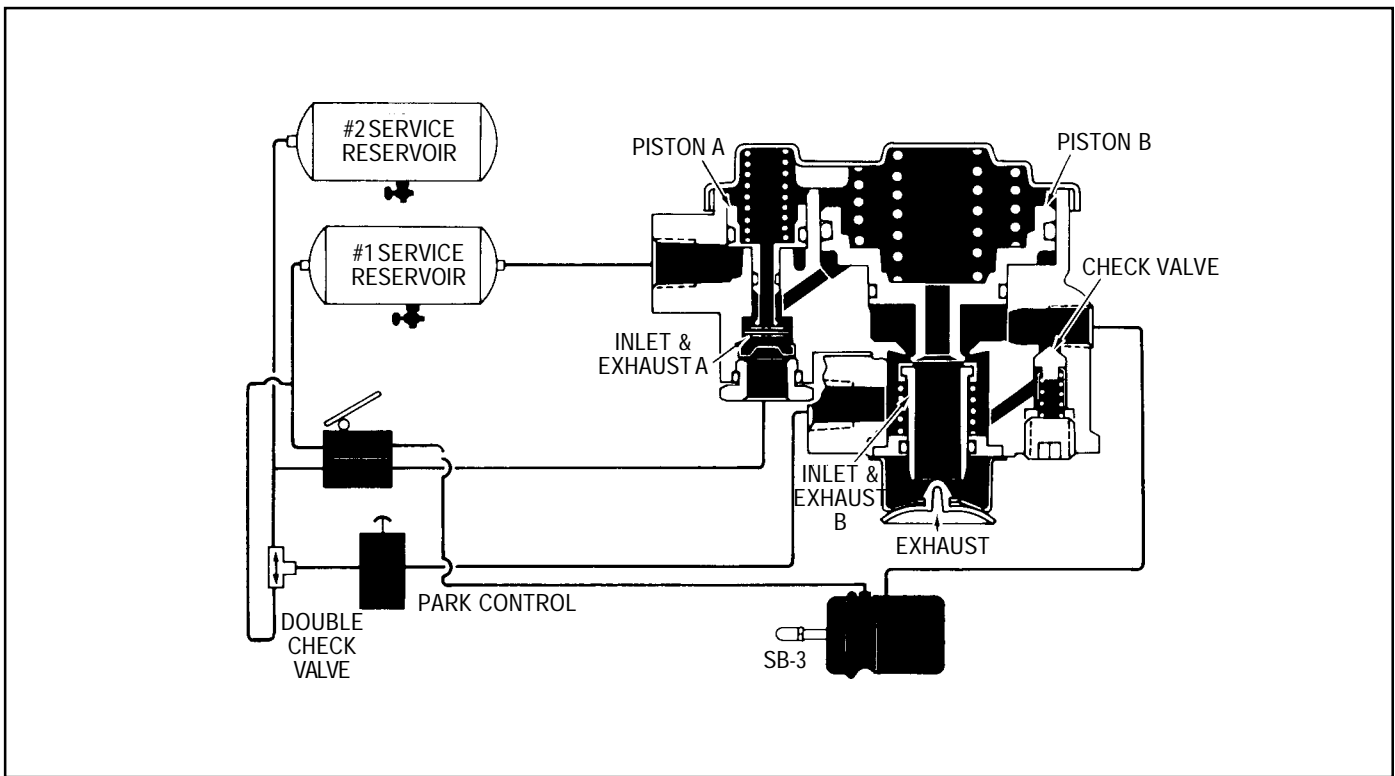 #2 SERVICE
RESERVOIR
PISTON A
PISTON B
#1 SERVICE
RESERVOIR
CHECK VALVE
INLET &
EXHAUST A
INLET &
EXHAUST
B
EXHAUST
PARK CONTROL
DOUBLE
CHECK
VALVE
SB-3